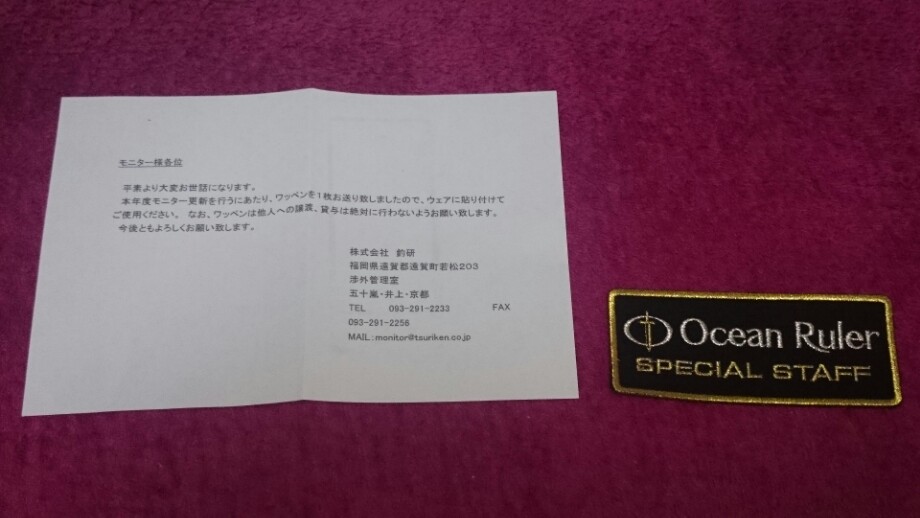 モニター様各位
平素より大変お世話になります。
本年度モニター更新を行うにあたり、ワッペンを1枚お送り致しましたので、ウェアに貼り付けて
ご使用ください。 なお、ワッペンは他人への譲渡、貸与は絶対に行わないようお願い致します。
今後ともよろしくお願い致します。
株式会社 釣研
福岡県遠賀郡遠賀町若松203
渉外管理室
五十嵐・井上・京都
TEL 093-291-2233 FAX
093-291-2256
MAIL:monitor@tsuriken.co.jp
Ocean Ruler
SPECIAL STAFF